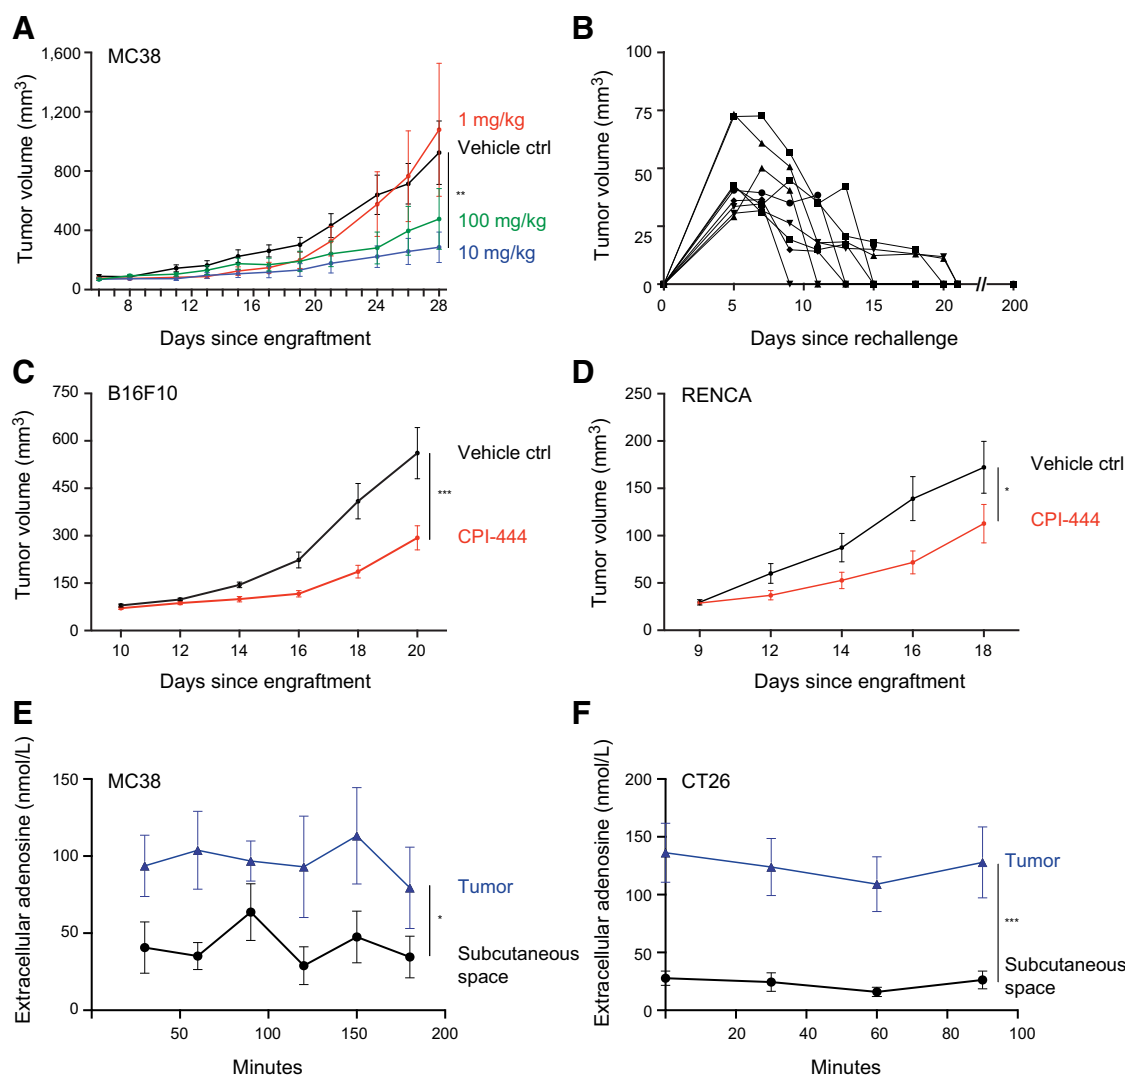 A
MC38
Tumor volume (mm3)
1,600
1,200
800
400
0
8 12 16 20 24 28
Days since engraftment
1 mg/kg
Vehicle ctrl
**
100 mg/kg
10 mg/kg
B
Tumor volume (mm3)
100
75
50
25
0
0 5 10 15 20 // 200
Days since rechallenge
C
B16F10
Tumor volume (mm3)
750
600
450
300
150
0
10 12 14 16 18 20
Days since engraftment
Vehicle ctrl
***
CPI-444
D
RENCA
Tumor volume (mm3)
250
200
150
100
50
0
9 12 14 16 18
Days since engraftment
Vehicle ctrl
*
CPI-444
E
MC38
Extracellular adenosine (nmol/L)
150
100
50
0
50 100 150 200
Minutes
Tumor
*
Subcutaneous
space
F
CT26
Extracellular adenosine (nmol/L)
200
150
100
50
0
20 40 60 80 100
Minutes
Tumor
***
Subcutaneous
space